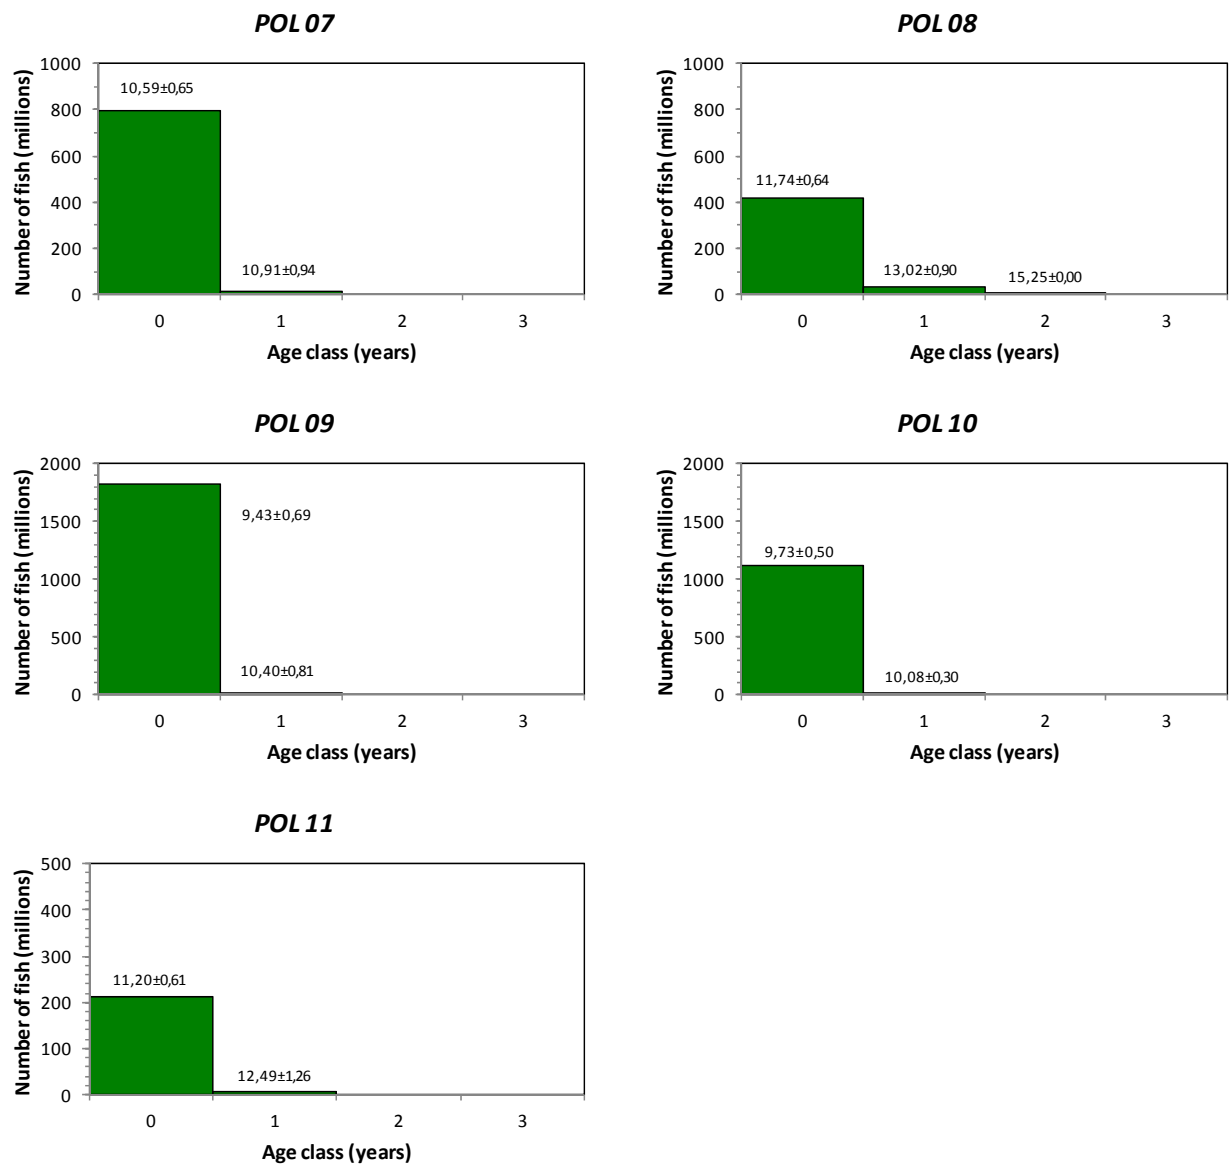 POL 07
Number of fish (millions)
1000
800
600
400
200
0
10,59±0,65
10,91±0,94
0 1 2 3
Age class (years)
POL 08
Number of fish (millions)
1000
800
600
400
200
0
11,74±0,64
13,02±0,90
15,25±0,00
0 1 2 3
Age class (years)
POL 09
Number of fish (millions)
2000
1500
1000
500
0
9,43±0,69
10,40±0,81
0 1 2 3
Age class (years)
POL 10
Number of fish (millions)
2000
1500
1000
500
0
9,73±0,50
10,08±0,30
0 1 2 3
Age class (years)
POL 11
Number of fish (millions)
500
400
300
200
100
0
11,20±0,61
12,49±1,26
0 1 2 3
Age class (years)